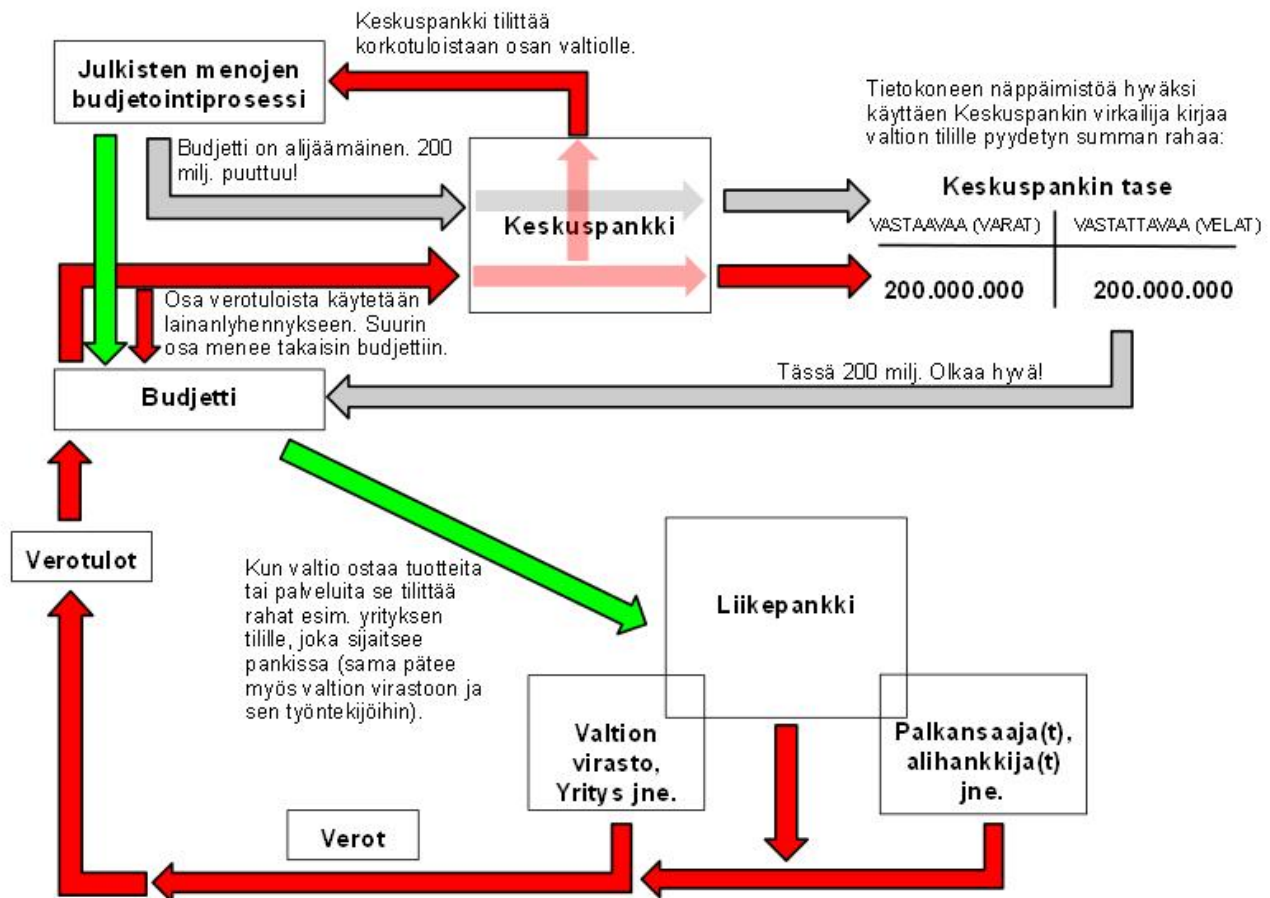 Keskuspankki tilittää
korkotuloistaan osan valtiolle.
Julkisten menojen
budjetointiprosessi
Tietokoneen näppäimistöä hyväksi
käyttäen Keskuspankin virkailija kirjaa
valtion tilille pyydetyn summan rahaa:
Budjetti on alijäämäinen. 200
milj. puuttuu!
Keskuspankki
Keskuspankin tase
VASTAAVAA (VARAT)
VASTATTAVAA (VELAT)
200.000.000
200.000.000
Osa verotuloista käytetään
lainanlyhennykseen. Suurin
osa menee takaisin budjettiin.
Tässä 200 milj. Olkaa hyvä!
Budjetti
Verotulot
Kun valtio ostaa tuotteita
tai palveluita se tilittää
rahat esim. yrityksen
tilille, joka sijaitsee
pankissa (sama pätee
myös valtion virastoon ja
sen työntekijöihin).
Liikepankki
Valtion
virasto,
Yritys jne.
Palkansaaja(t),
alihankkija(t)
jne.
Verot